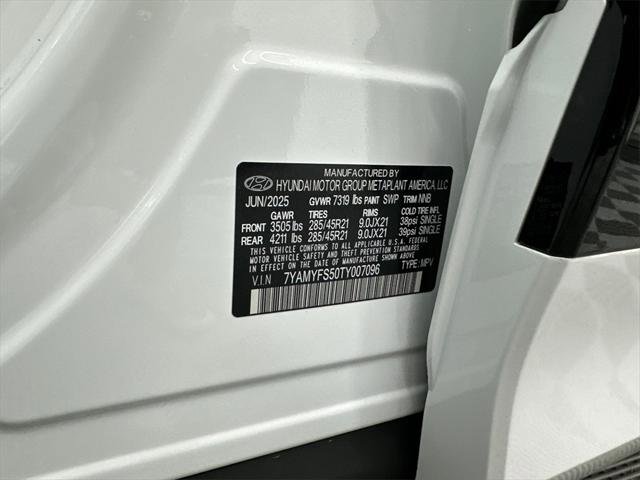 MANUFACTURED BY
HYUNDAI MOTOR GROUP METAPLANT AMERICA, LLC
JUN/2025 GVWR 7319 lbs PAINT SWP TRIM NNB
GAWR TIRES RIMS COLD TIRE INFL
FRONT 3505 lbs 285/45R21 9.0JX21 38psi SINGLE
REAR 4211 lbs 285/45R21 9.0JX21 39psi SINGLE
THIS VEHICLE CONFORMS TO ALL APPLICABLE U.S.A. FEDERAL
MOTOR VEHICLE SAFETY STANDARDS IN EFFECT ON
THE DATE OF MANUFACTURE SHOWN ABOVE.
V.I.N 7YAMYFS50TY007096 TYPE: MPV